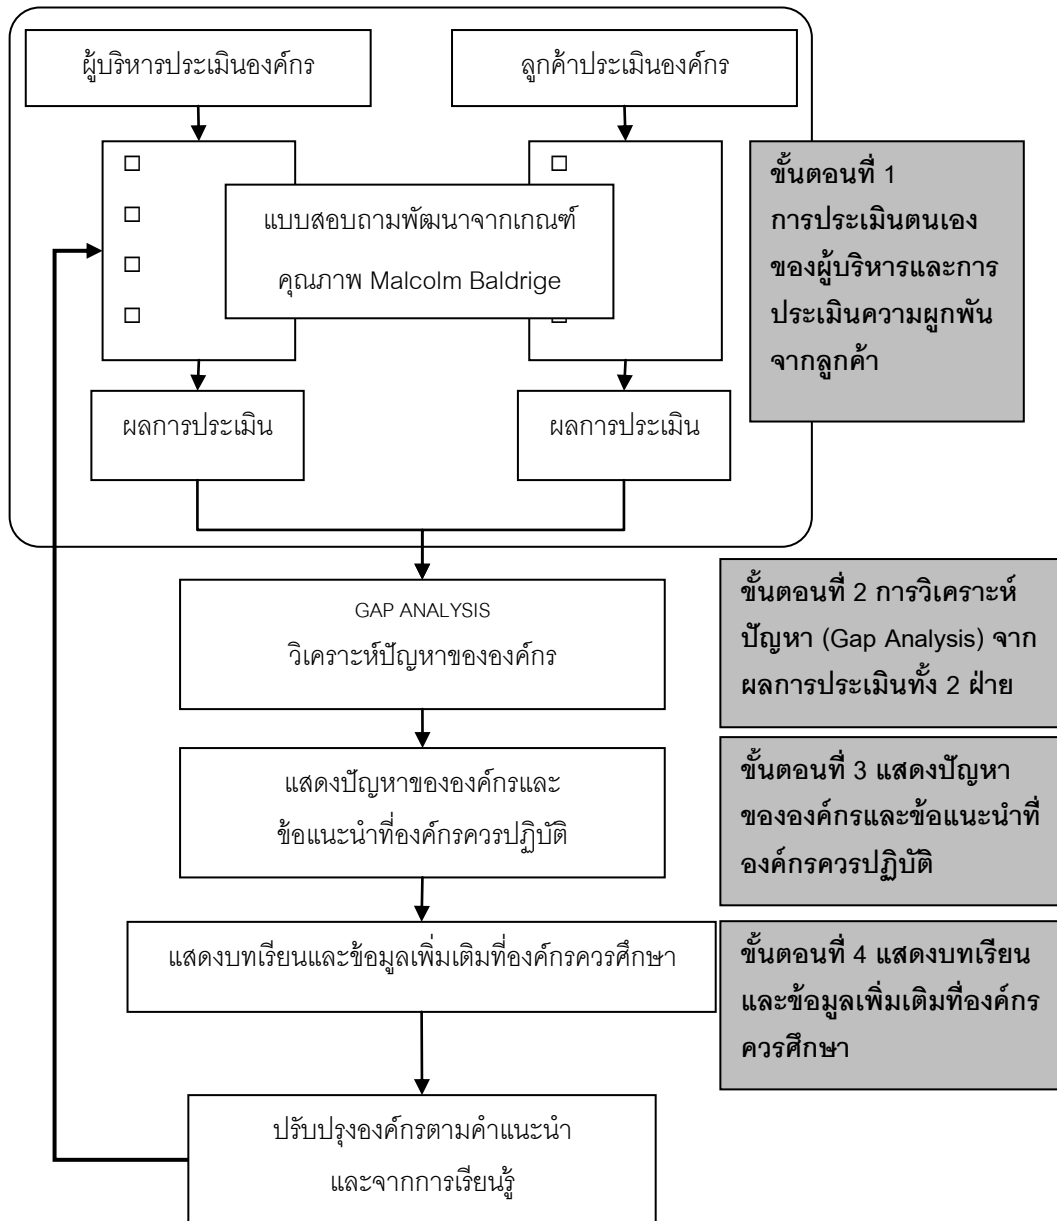 ผู้บริหารประเมินองค์กร
ลูกค้าประเมินองค์กร
แบบสอบถามพัฒนาจากเกณฑ์
คุณภาพ Malcolm Baldrige
ขั้นตอนที่ 1
การประเมินตนเอง
ของผู้บริหารและการ
ประเมินความผูกพัน
จากลูกค้า
ผลการประเมิน
ผลการประเมิน
GAP ANALYSIS
วิเคราะห์ปัญหาขององค์กร
ขั้นตอนที่ 2 การวิเคราะห์
ปัญหา (Gap Analysis) จาก
ผลการประเมินทั้ง 2 ฝ่าย
แสดงปัญหาขององค์กรและ
ข้อแนะนำที่องค์กรควรปฏิบัติ
ขั้นตอนที่ 3 แสดงปัญหา
ขององค์กรและข้อแนะนำที่
องค์กรควรปฏิบัติ
แสดงบทเรียนและข้อมูลเพิ่มเติมที่องค์กรควรศึกษา
ขั้นตอนที่ 4 แสดงบทเรียน
และข้อมูลเพิ่มเติมที่องค์กร
ควรศึกษา
ปรับปรุงองค์กรตามคำแนะนำ
และจากการเรียนรู้